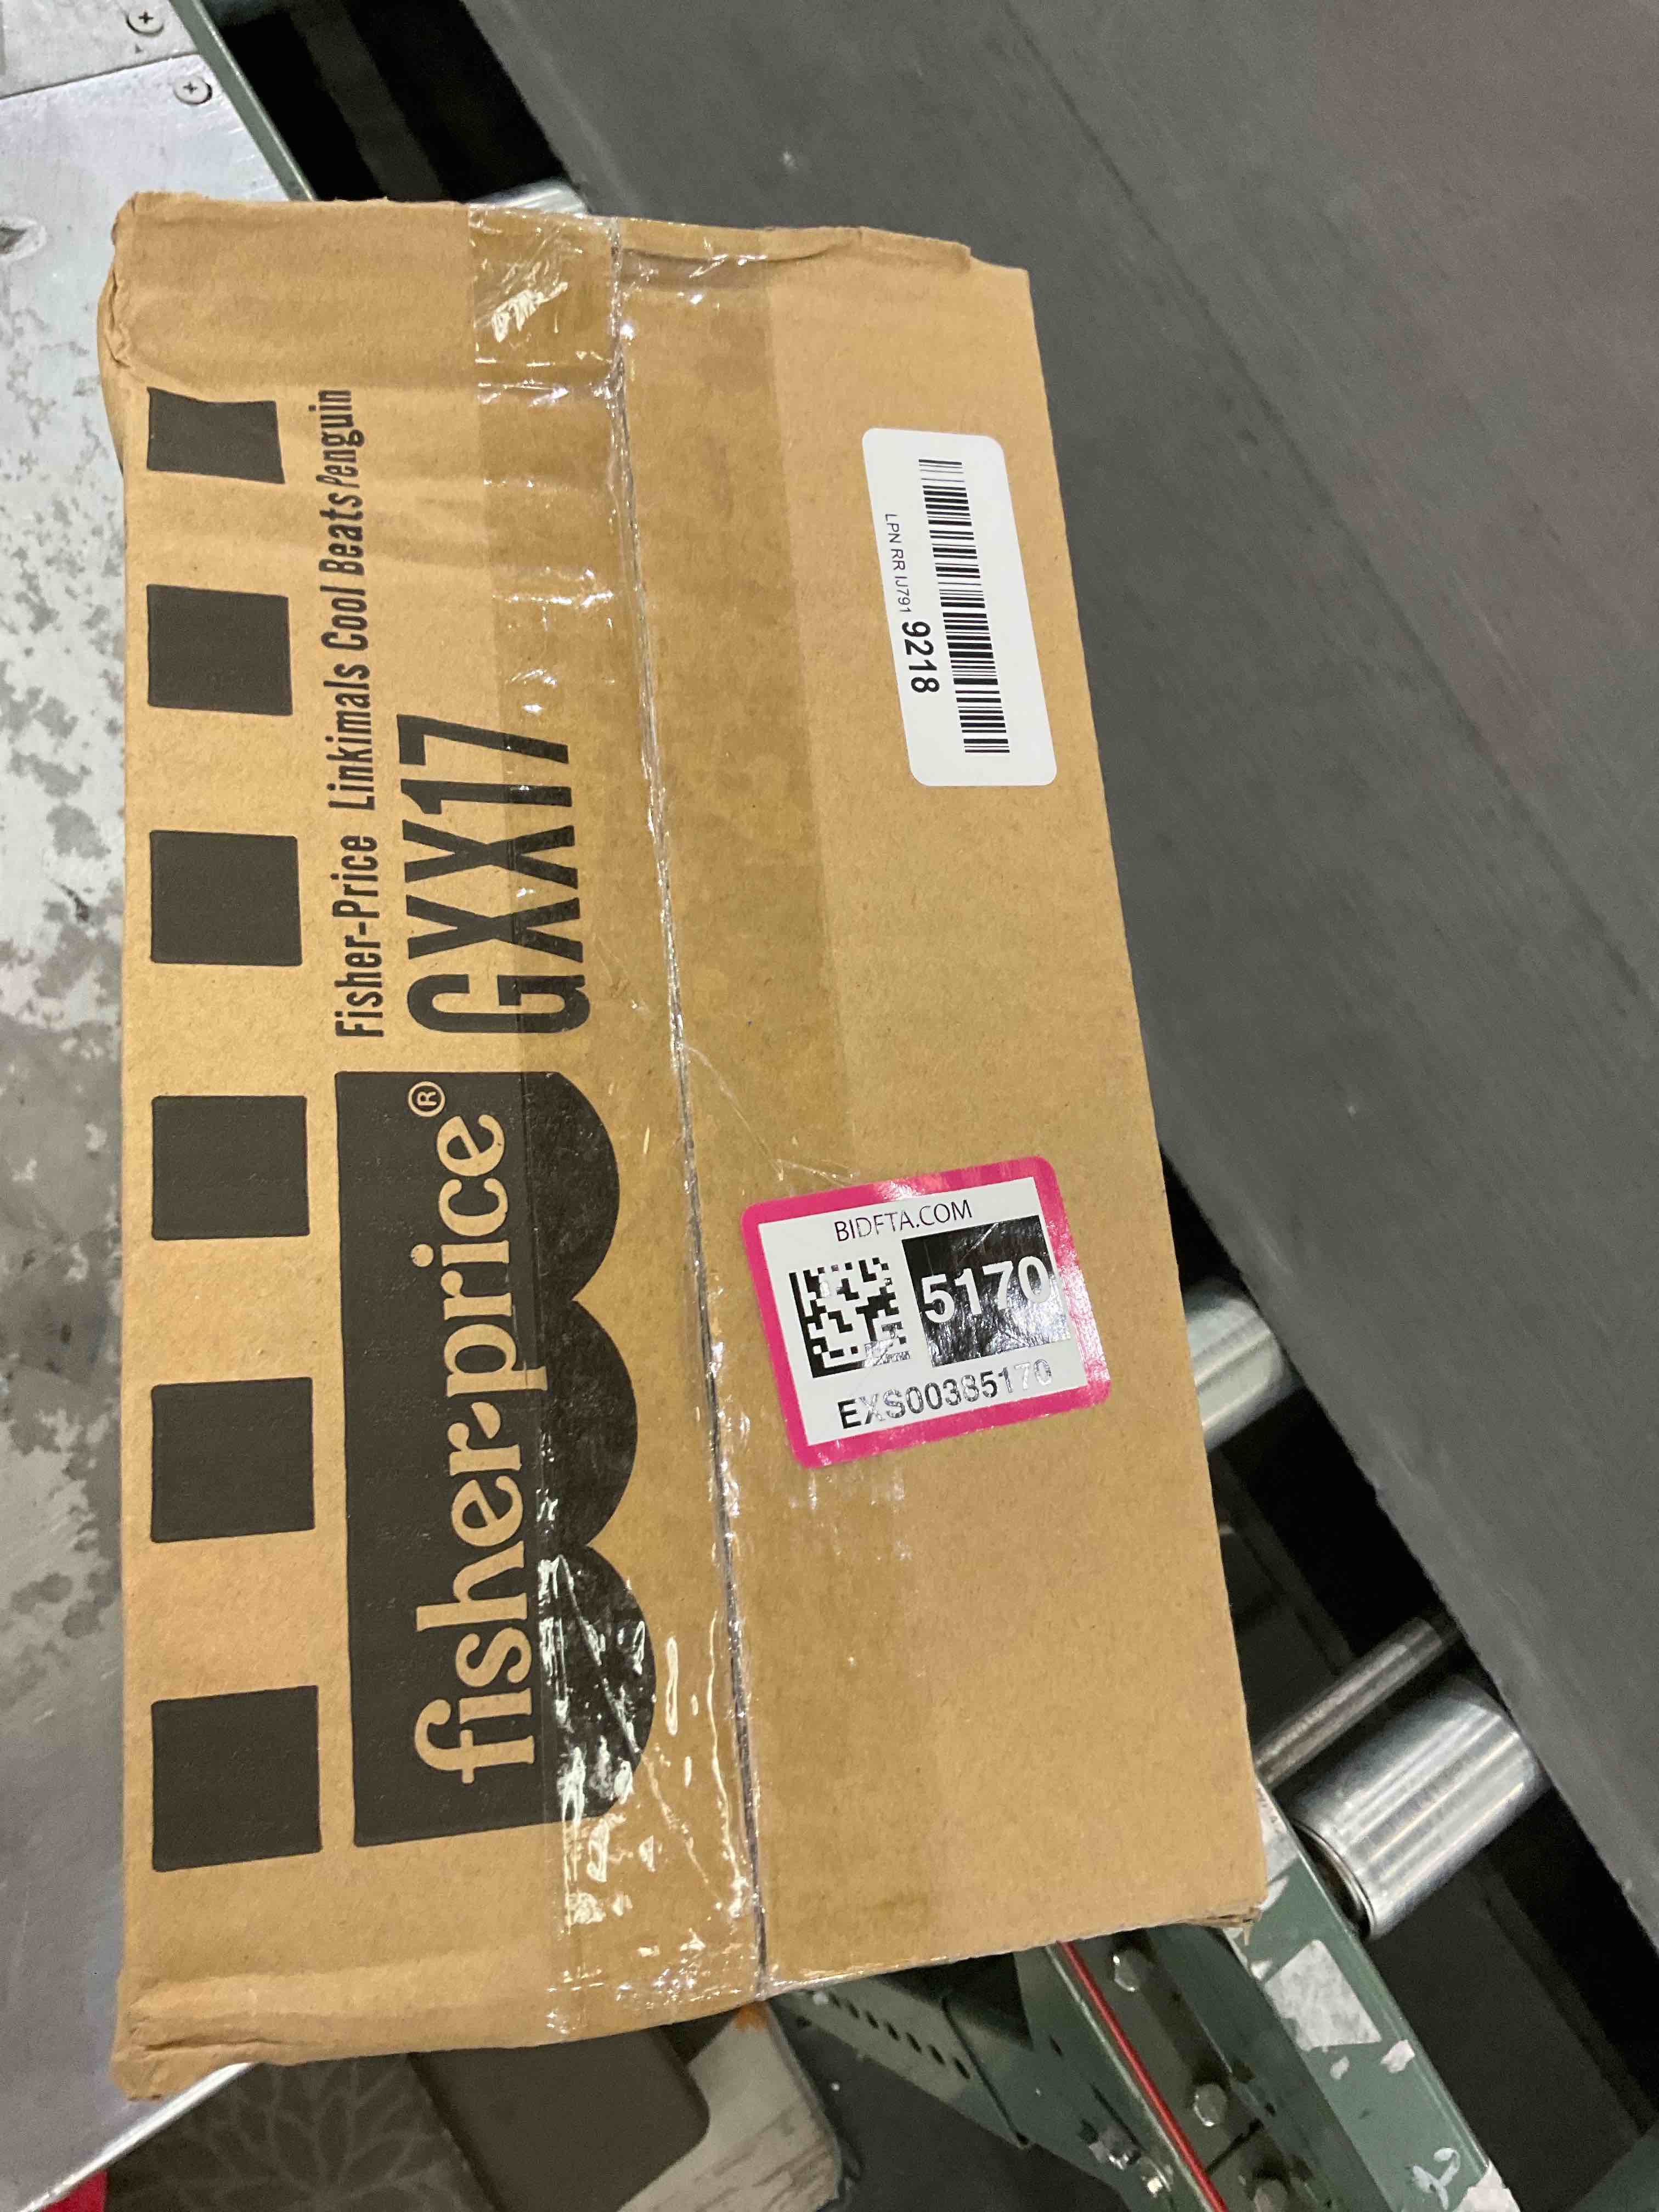 Fisher-Price Linkimals Cool Beats Penguin
GXX17
fisher-price®
LPN RR IJ791 9218
BIDFTA.COM
5170
EXS00385170